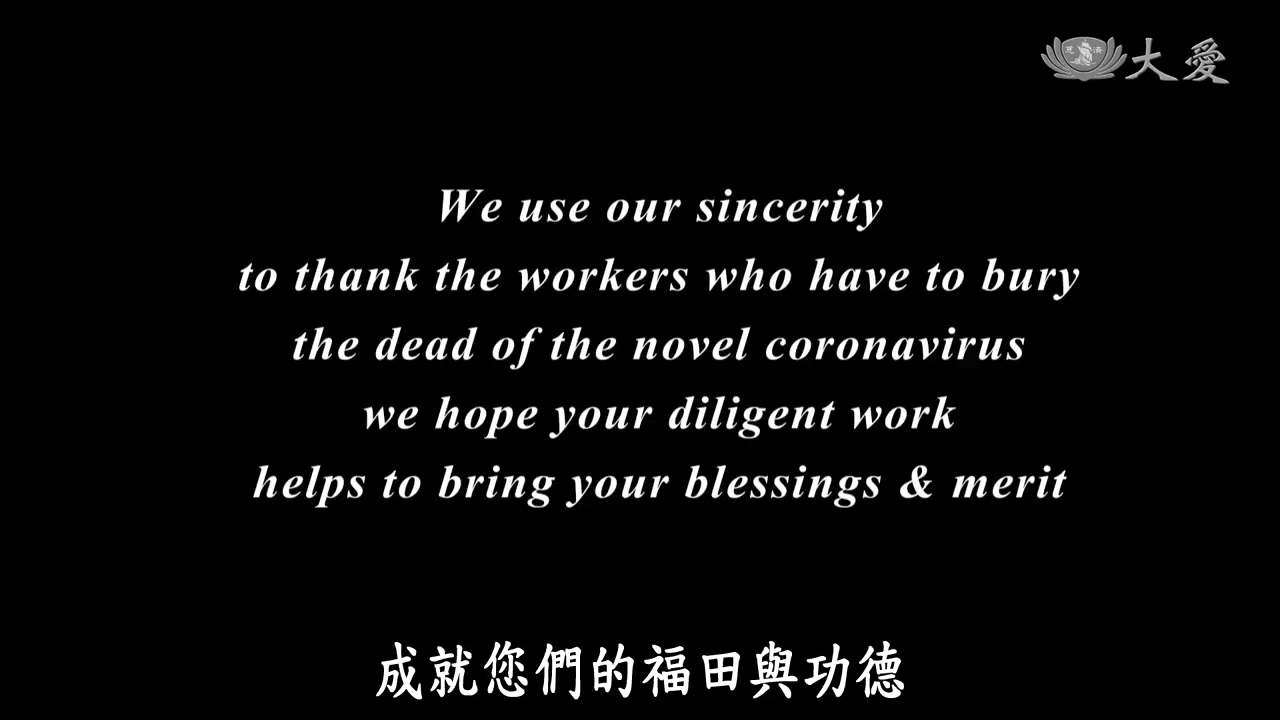 大愛
We use our sincerity
to thank the workers who have to bury
the dead of the novel coronavirus
we hope your diligent work
helps to bring your blessings & merit
成就您們的福田與功德